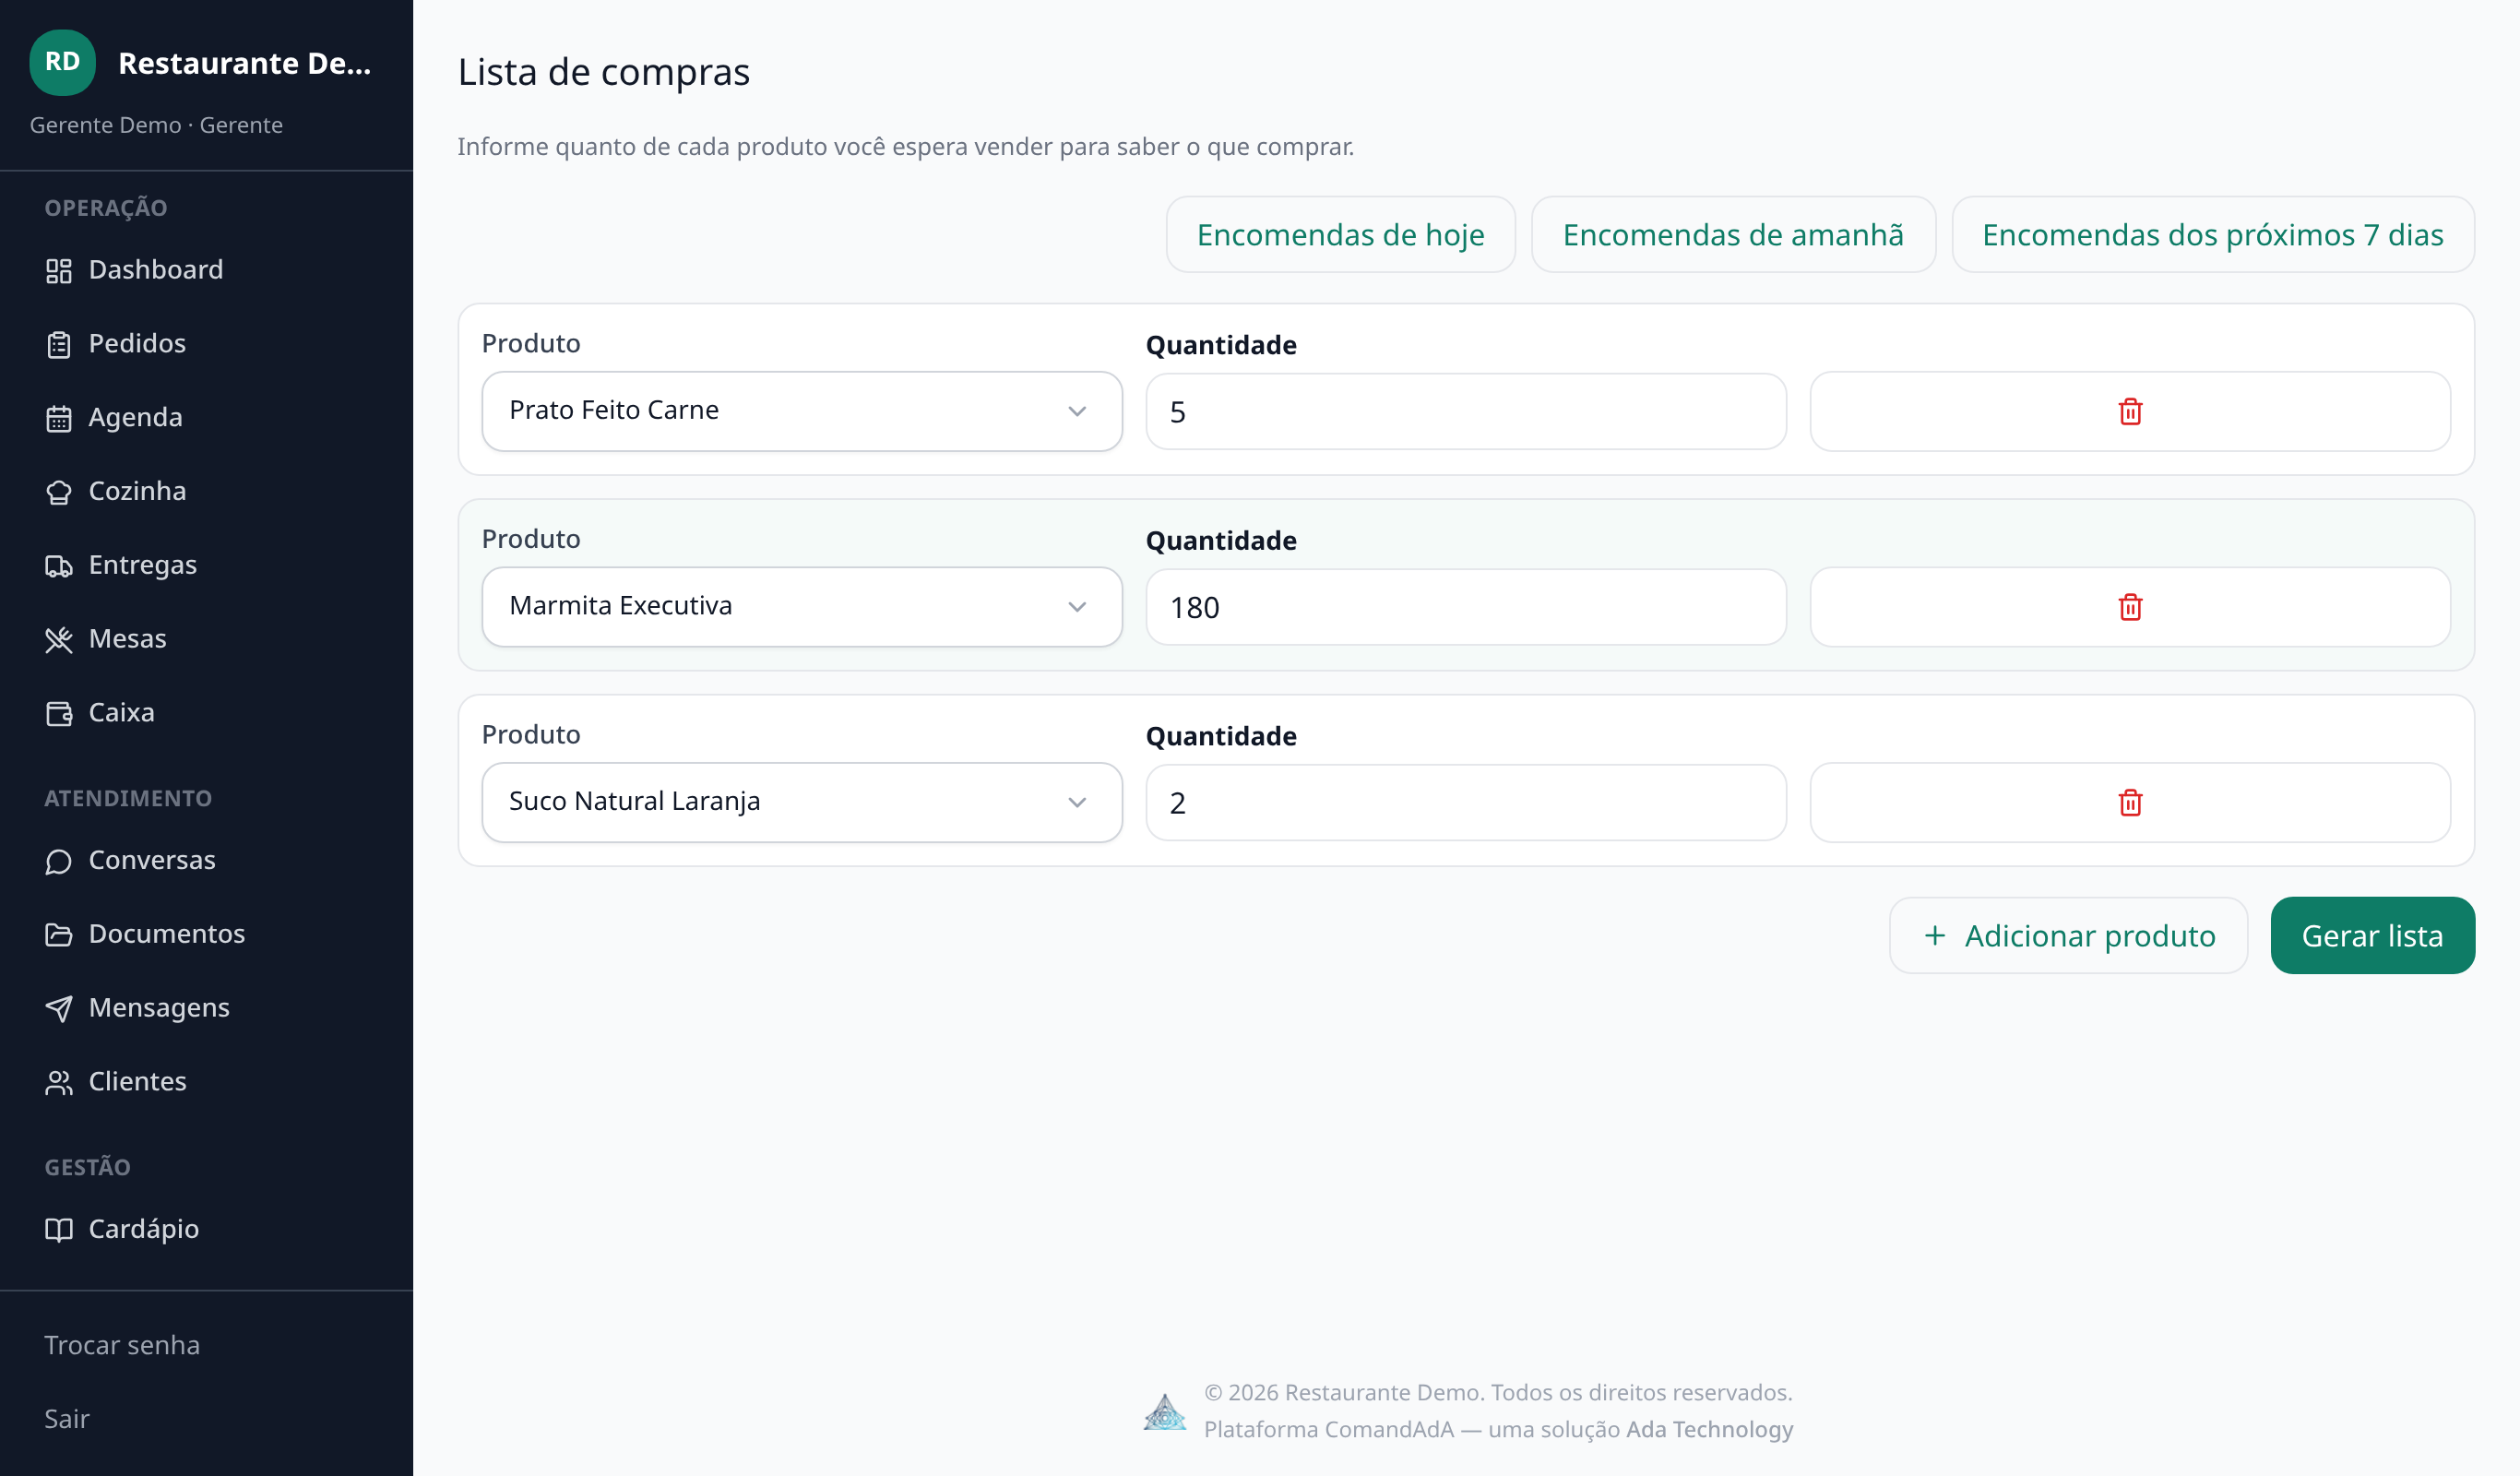 RD
Restaurante De...
Gerente Demo · Gerente
OPERAÇÃO
Dashboard
Pedidos
Agenda
Cozinha
Entregas
Mesas
Caixa
ATENDIMENTO
Conversas
Documentos
Mensagens
Clientes
GESTÃO
Cardápio
Trocar senha
Sair
Lista de compras
Informe quanto de cada produto você espera vender para saber o que comprar.
Encomendas de hoje
Encomendas de amanhã
Encomendas dos próximos 7 dias
Produto
Quantidade
Prato Feito Carne
5
Produto
Quantidade
Marmita Executiva
180
Produto
Quantidade
Suco Natural Laranja
2
+ Adicionar produto
Gerar lista
© 2026 Restaurante Demo. Todos os direitos reservados.
Plataforma ComandAdA — uma solução Ada Technology